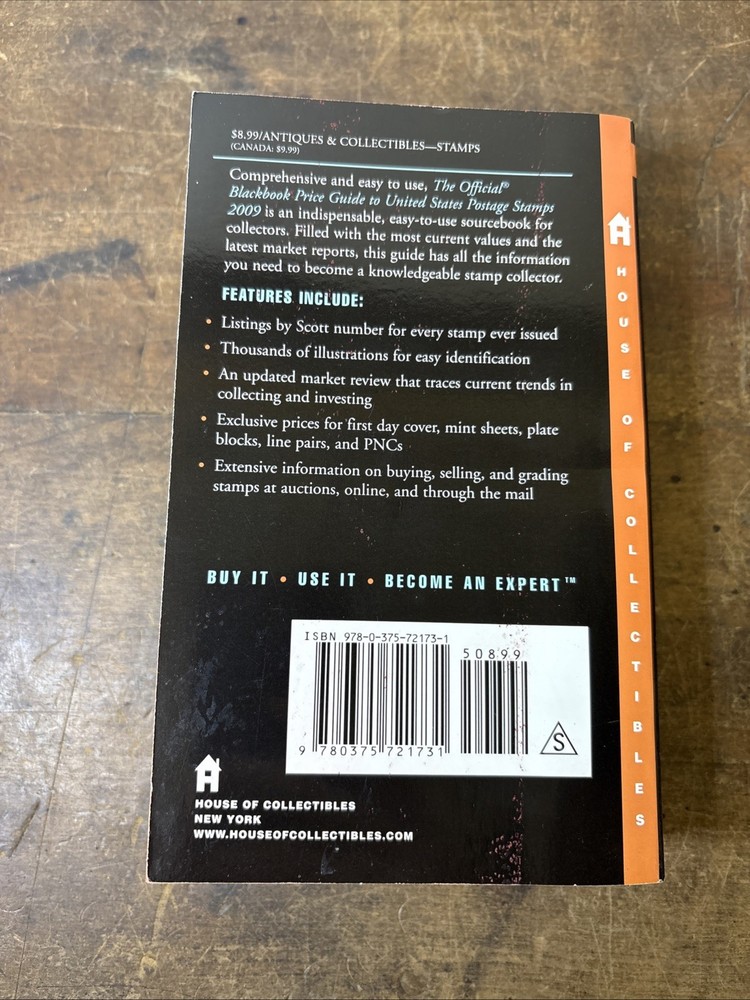 $8.99/ANTIQUES & COLLECTIBLES—STAMPS
(CANADA: $9.99)
Comprehensive and easy to use, The Official®
Blackbook Price Guide to United States Postage Stamps
2009 is an indispensable, easy-to-use sourcebook for
collectors. Filled with the most current values and the
latest market reports, this guide has all the information
you need to become a knowledgeable stamp collector.
FEATURES INCLUDE:
• Listings by Scott number for every stamp ever issued
• Thousands of illustrations for easy identification
• An updated market review that traces current trends in
collecting and investing
• Exclusive prices for first day cover, mint sheets, plate
blocks, line pairs, and PNCs
• Extensive information on buying, selling, and grading
stamps at auctions, online, and through the mail
BUY IT • USE IT • BECOME AN EXPERT™
ISBN 978-0-375-72173-1
50899
9 780375 721731
S
HOUSE OF COLLECTIBLES
NEW YORK
WWW.HOUSEOFCOLLECTIBLES.COM
HOUSE OF COLLECTIBLES